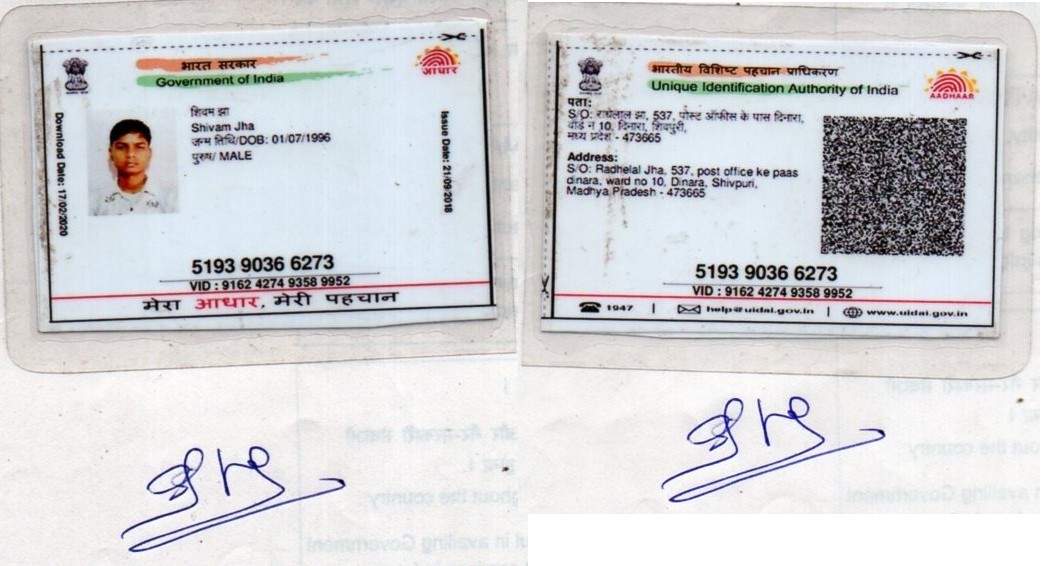 भारत सरकार
Government of India
आधार
Download Date: 17/02/2020
शिवम झा
Shivam Jha
जन्म तिथि/DOB: 01/07/1996
पुरुष/ MALE
Issue Date: 21/09/2018
5193 9036 6273
VID : 9162 4274 9358 9952
मेरा आधार, मेरी पहचान
भारतीय विशिष्ट पहचान प्राधिकरण
Unique Identification Authority of India
AADHAAR
पता:
S/O: राधेलाल झा, 537, पोस्ट ऑफीस के पास दिनारा,
वॉर्ड न 10, दिनारा, शिवपुरी,
मध्य प्रदेश - 473665
Address:
S/O: Radhelal Jha, 537, post office ke paas
dinara, ward no 10, Dinara, Shivpuri,
Madhya Pradesh - 473665
5193 9036 6273
VID : 9162 4274 9358 9952
1947 | help@uidai.gov.in | www.uidai.gov.in